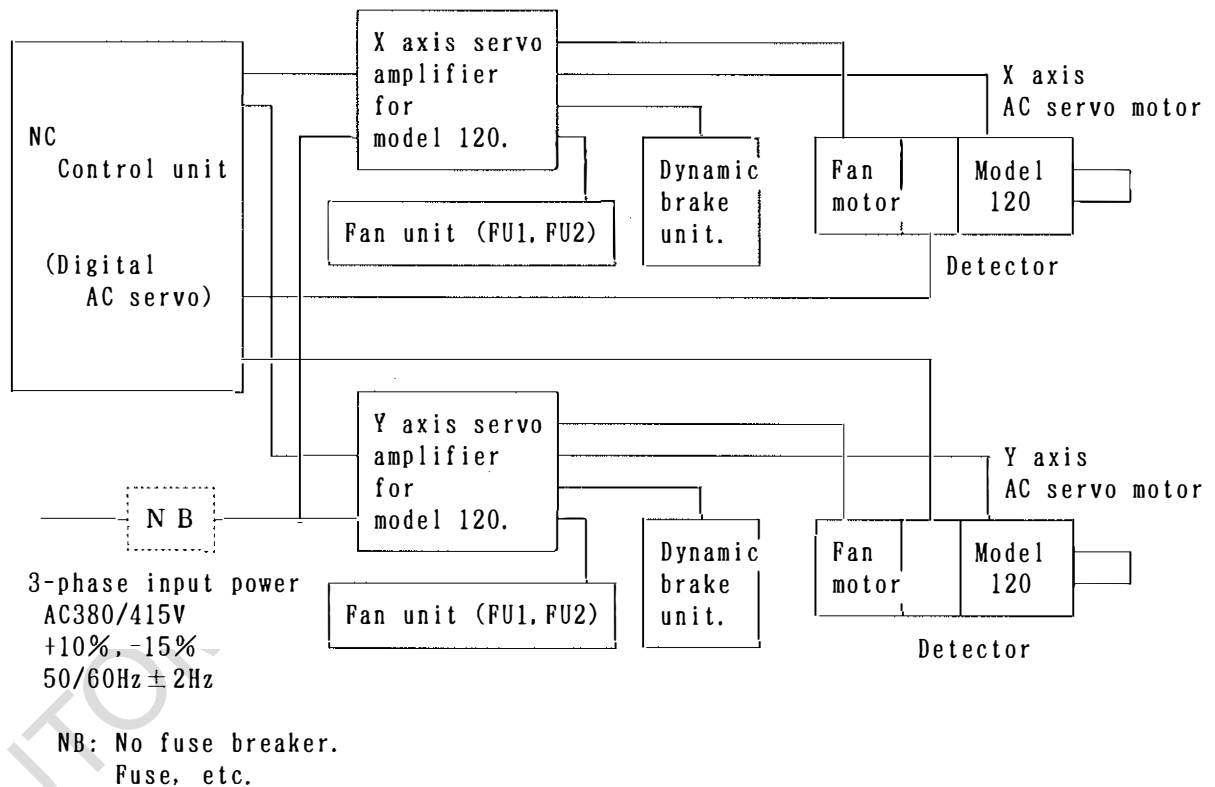 NC
Control unit
(Digital
AC servo)
X axis servo
amplifier
for
model 120.
Fan unit (FU1, FU2)
Dynamic
brake
unit.
X axis
AC servo motor
Fan
motor
Model
120
Detector
Y axis servo
amplifier
for
model 120.
Fan unit (FU1, FU2)
Dynamic
brake
unit.
Y axis
AC servo motor
Fan
motor
Model
120
Detector
N B
3-phase input power
AC380/415V
+10%, -15%
50/60Hz ± 2Hz
NB: No fuse breaker.
Fuse, etc.